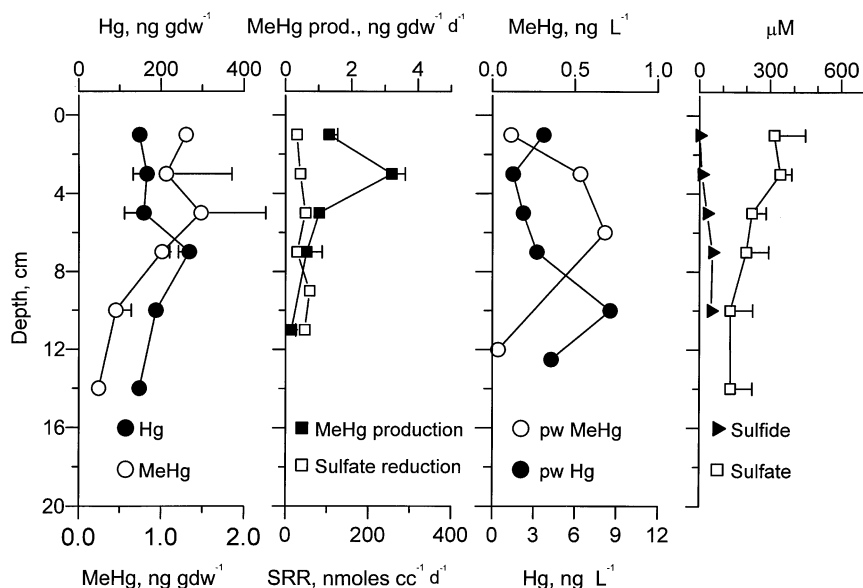 Hg, ng gdw⁻¹ MeHg prod., ng gdw⁻¹ d⁻¹ MeHg, ng L⁻¹ µM
0 200 400 0 2 4 0.0 0.5 1.0 0 300 600
0
4
8
12
16
20
Depth, cm
Hg MeHg production pw MeHg Sulfide
MeHg Sulfate reduction pw Hg Sulfate
0.0 1.0 2.0 0 200 400 0 3 6 9 12
MeHg, ng gdw⁻¹ SRR, nmoles cc⁻¹ d⁻¹ Hg, ng L⁻¹